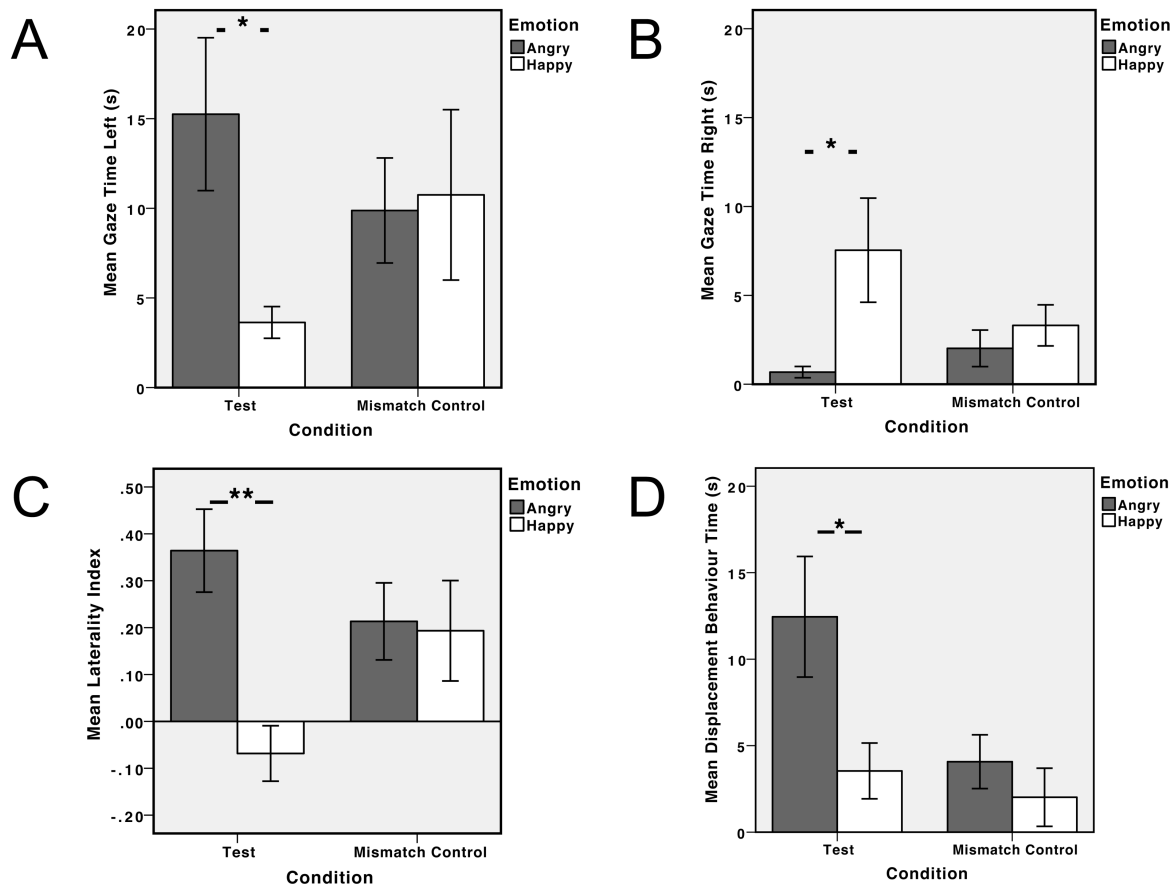 A
Mean Gaze Time Left (s)
20
15
10
5
0
*
Test
Mismatch Control
Condition
Emotion
Angry
Happy
B
Mean Gaze Time Right (s)
20
15
10
5
0
*
Test
Mismatch Control
Condition
Emotion
Angry
Happy
C
Mean Laterality Index
.50
.40
.30
.20
.10
.00
-.10
-.20
**
Test
Mismatch Control
Condition
Emotion
Angry
Happy
D
Mean Displacement Behaviour Time (s)
20
15
10
5
0
*
Test
Mismatch Control
Condition
Emotion
Angry
Happy